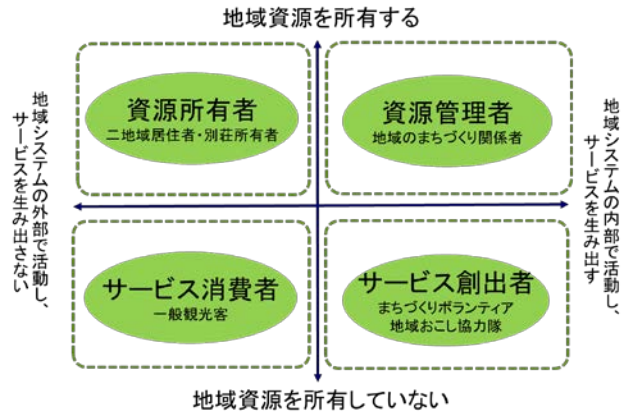 地域資源を所有する
資源所有者
二地域居住者・別荘所有者
資源管理者
地域のまちづくり関係者
地域システムの外部で活動し、
サービスを生み出さない
地域システムの内部で活動し、
サービスを生み出す
サービス消費者
一般観光客
サービス創出者
まちづくりボランティア
地域おこし協力隊
地域資源を所有していない